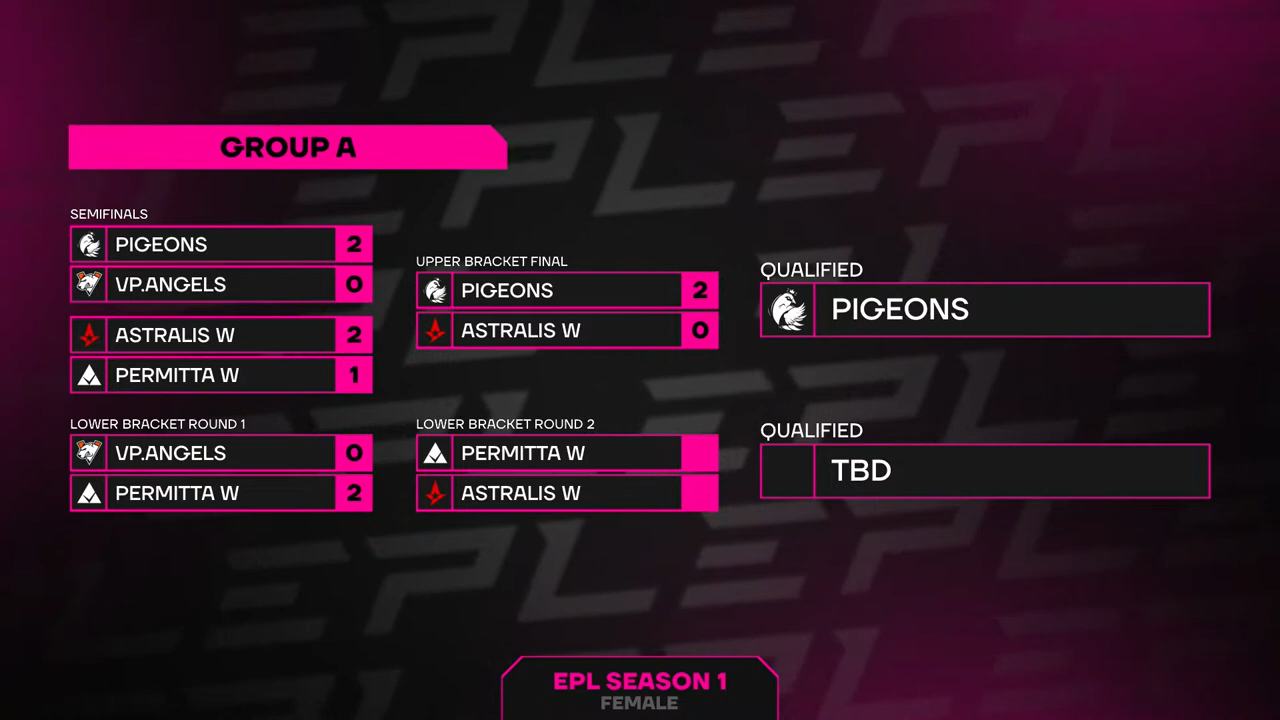 GROUP A
SEMIFINALS
PIGEONS 2
VP.ANGELS 0
ASTRALIS W 2
PERMITTA W 1
UPPER BRACKET FINAL
PIGEONS 2
ASTRALIS W 0
QUALIFIED
PIGEONS
LOWER BRACKET ROUND 1
VP.ANGELS 0
PERMITTA W 2
LOWER BRACKET ROUND 2
PERMITTA W
ASTRALIS W
QUALIFIED
TBD
EPL SEASON 1
FEMALE